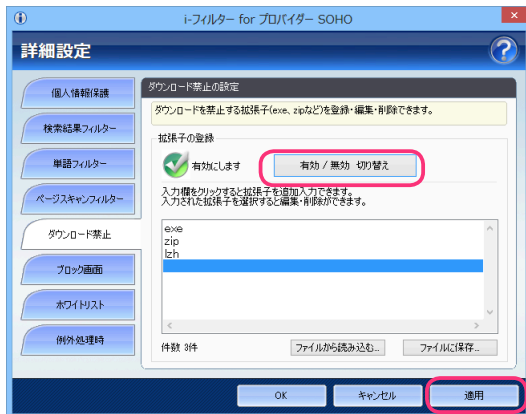 i-フィルター for プロバイダー SOHO
詳細設定
個人情報保護
検索結果フィルター
単語フィルター
ページスキャンフィルター
ダウンロード禁止
ブロック画面
ホワイトリスト
例外処理時
ダウンロード禁止の設定
ダウンロードを禁止する拡張子(exe、zipなど)を登録・編集・削除できます。
拡張子の登録
有効にします
有効 / 無効 切り替え
入力欄をクリックすると拡張子を追加入力できます。
入力された拡張子を選択すると編集・削除ができます。
exe
zip
lzh
件数 3件
ファイルから読み込む...
ファイルに保存...
OK
キャンセル
適用